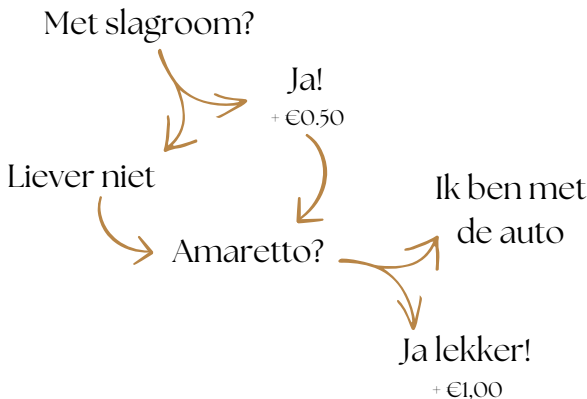 Met slagroom?
Ja!
+ €0.50
Liever niet
Amaretto?
Ik ben met
de auto
Ja lekker!
+ €1,00